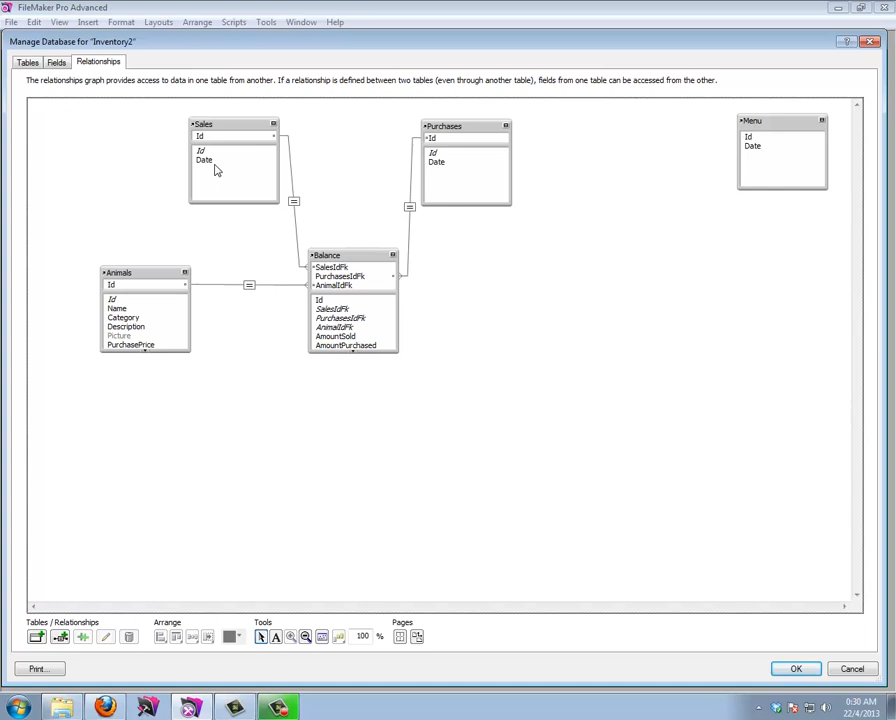 FileMaker Pro Advanced
File Edit View Insert Format Layouts Arrange Scripts Tools Window Help
Manage Database for "Inventory2"
Tables Fields Relationships
The relationships graph provides access to data in one table from another. If a relationship is defined between two tables (even through another table), fields from one table can be accessed from the other.
Sales
Id
Id
Date
Purchases
Id
Id
Date
Menu
Id
Date
Animals
Id
Id
Name
Category
Description
Picture
PurchasePrice
Balance
SalesIdFk
PurchasesIdFk
AnimalIdFk
Id
SalesIdFk
PurchasesIdFk
AnimalIdFk
AmountSold
AmountPurchased
Tables / Relationships Arrange Tools Pages
100 %
Print... OK Cancel
0:30 AM
22/4/2013